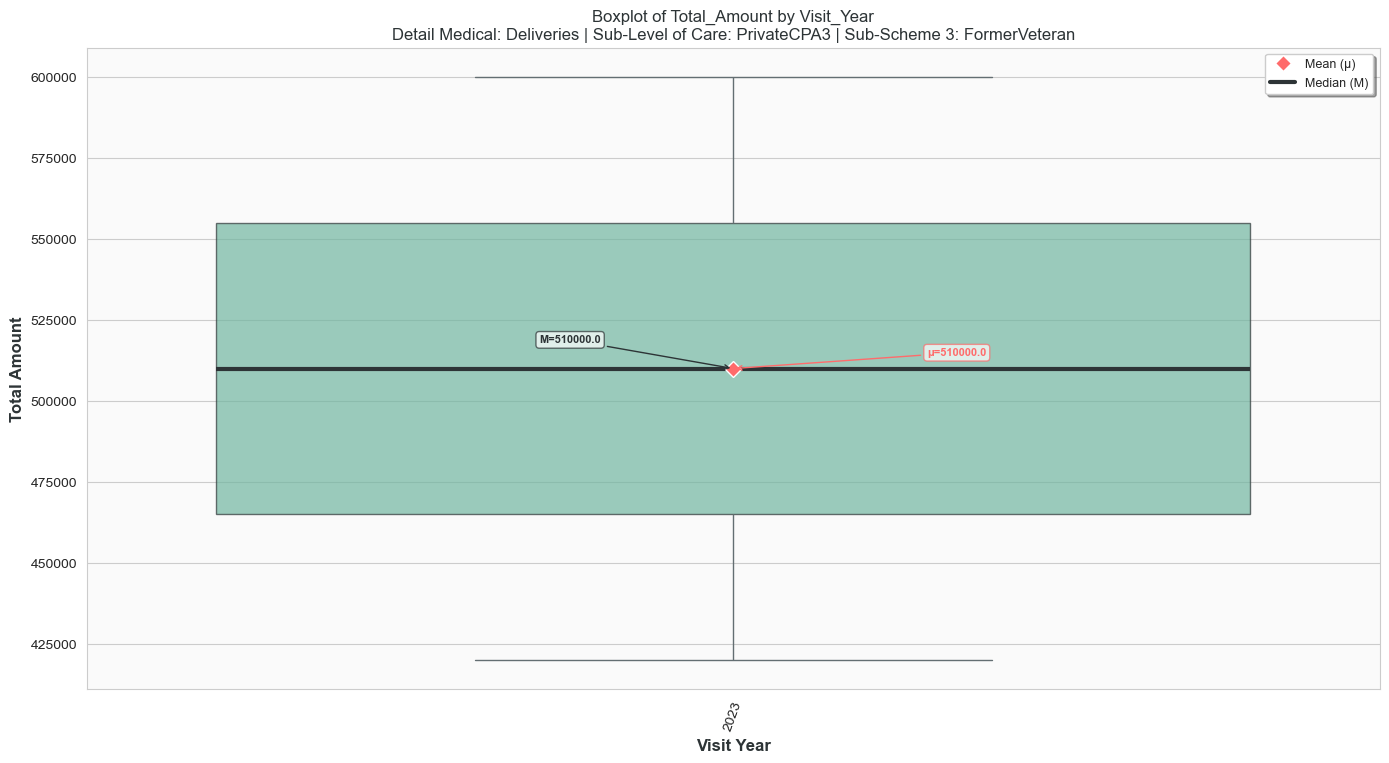 Boxplot of Total_Amount by Visit_Year
Detail Medical: Deliveries | Sub-Level of Care: PrivateCPA3 | Sub-Scheme 3: FormerVeteran
Mean (μ)
Median (M)
600000
575000
550000
525000
500000
475000
450000
425000
Total Amount
M=510000.0
μ=510000.0
2023
Visit Year